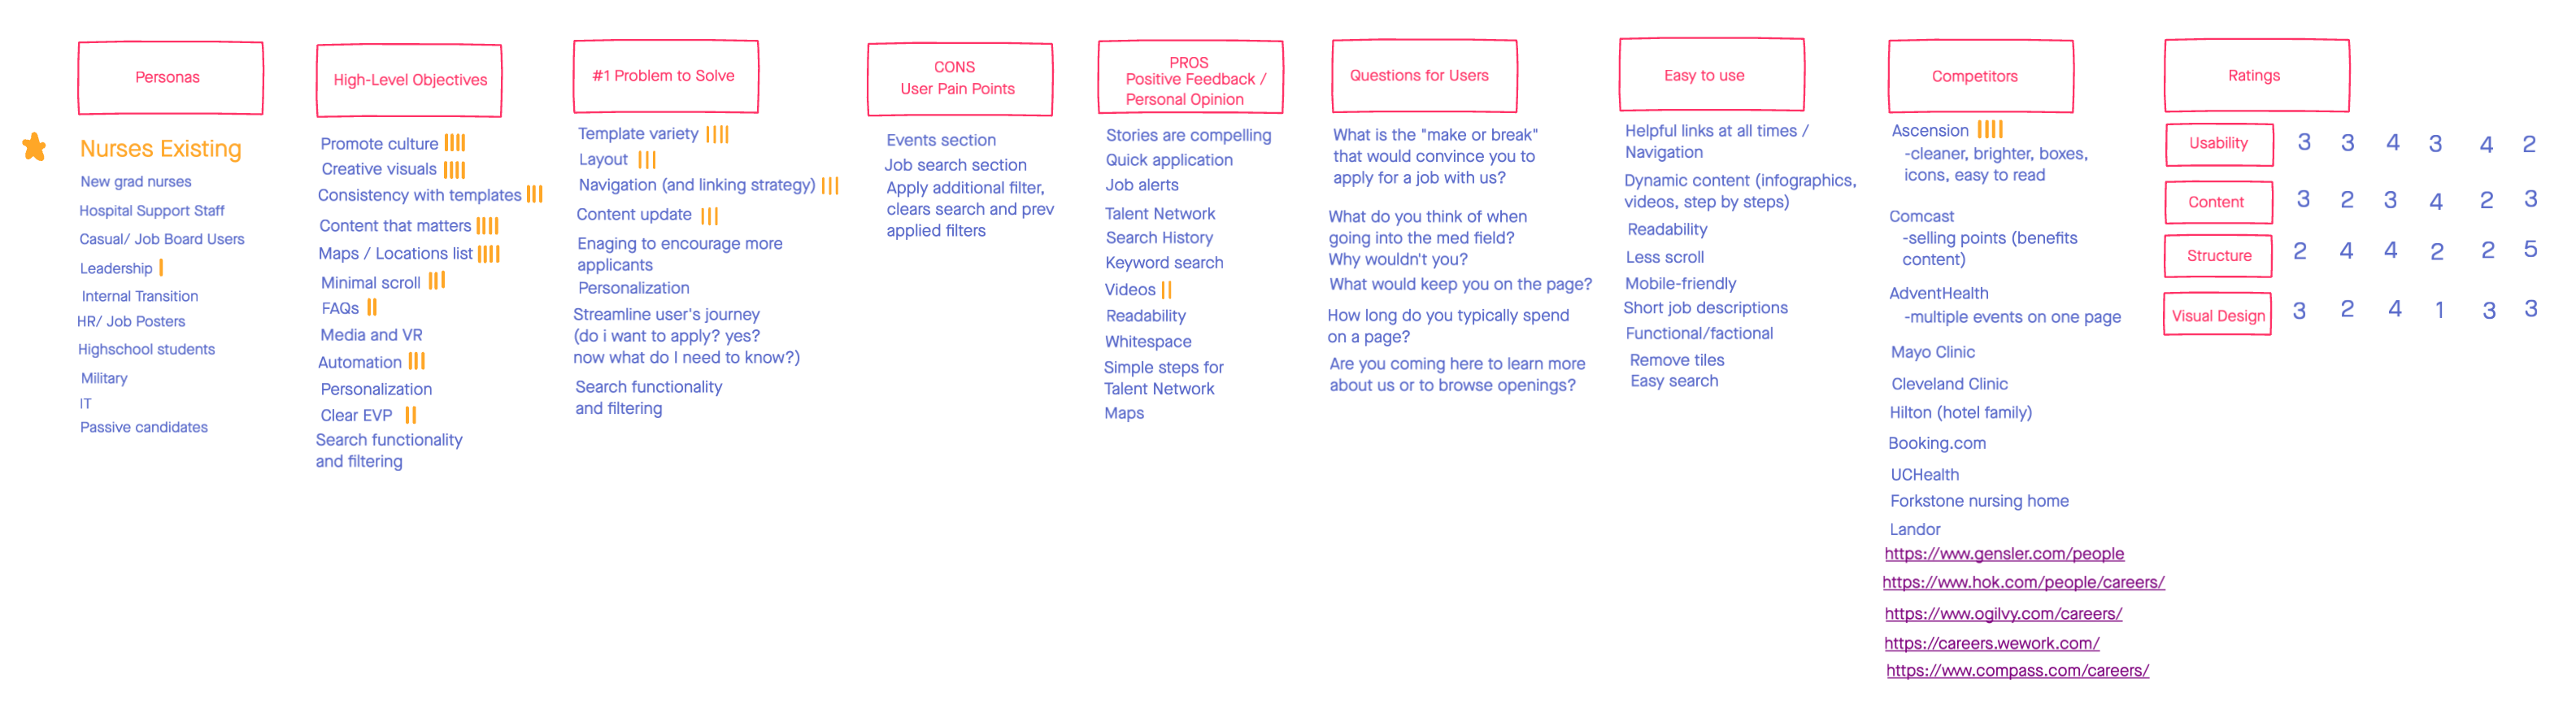 Personas
Nurses Existing
New grad nurses
Hospital Support Staff
Casual/ Job Board Users
Leadership
Internal Transition
HR/ Job Posters
Highschool students
Military
IT
Passive candidates
High-Level Objectives
Promote culture
Creative visuals
Consistency with templates
Content that matters
Maps / Locations list
Minimal scroll
FAQs
Media and VR
Automation
Personalization
Clear EVP
Search functionality
and filtering
#1 Problem to Solve
Template variety
Layout
Navigation (and linking strategy)
Content update
Enaging to encourage more
applicants
Personalization
Streamline user's journey
(do i want to apply? yes?
now what do I need to know?)
Search functionality
and filtering
CONS
User Pain Points
Events section
Job search section
Apply additional filter,
clears search and prev
applied filters
PROS
Positive Feedback /
Personal Opinion
Stories are compelling
Quick application
Job alerts
Talent Network
Search History
Keyword search
Videos
Readability
Whitespace
Simple steps for
Talent Network
Maps
Questions for Users
What is the "make or break"
that would convince you to
apply for a job with us?
What do you think of when
going into the med field?
Why wouldn't you?
What would keep you on the page?
How long do you typically spend
on a page?
Are you coming here to learn more
about us or to browse openings?
Easy to use
Helpful links at all times /
Navigation
Dynamic content (infographics,
videos, step by steps)
Readability
Less scroll
Mobile-friendly
Short job descriptions
Functional/factional
Remove tiles
Easy search
Competitors
Ascension
-cleaner, brighter, boxes,
icons, easy to read
Comcast
-selling points (benefits
content)
AdventHealth
-multiple events on one page
Mayo Clinic
Cleveland Clinic
Hilton (hotel family)
Booking.com
UCHealth
Forkstone nursing home
Landor
https://www.gensler.com/people
https://www.hok.com/people/careers/
https://www.ogilvy.com/careers/
https://careers.wework.com/
https://www.compass.com/careers/
Ratings
Usability 3 3 4 3 4 2
Content 3 2 3 4 2 3
Structure 2 4 4 2 2 5
Visual Design 3 2 4 1 3 3